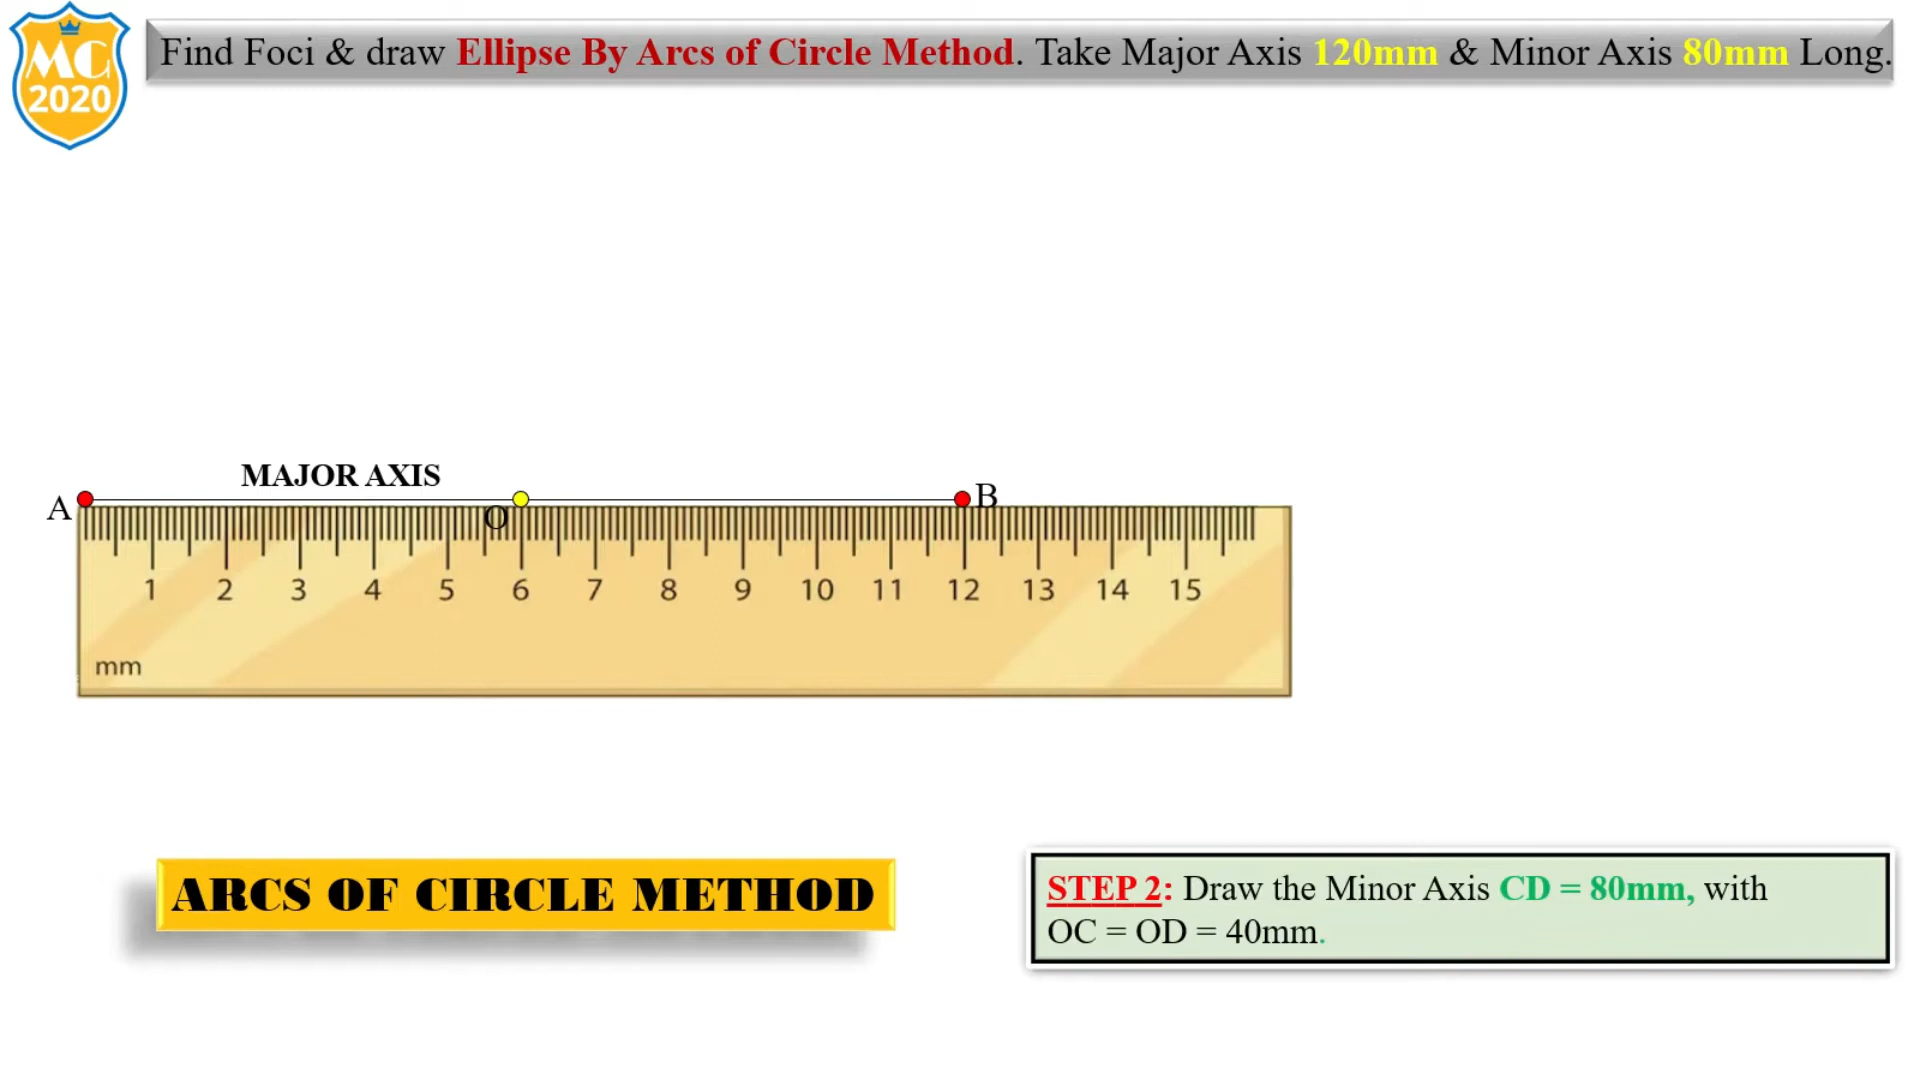 MG
2020
Find Foci & draw Ellipse By Arcs of Circle Method. Take Major Axis 120mm & Minor Axis 80mm Long.
MAJOR AXIS
A
B
O
1 2 3 4 5 6 7 8 9 10 11 12 13 14 15
mm
ARCS OF CIRCLE METHOD
STEP 2: Draw the Minor Axis CD = 80mm, with
OC = OD = 40mm.